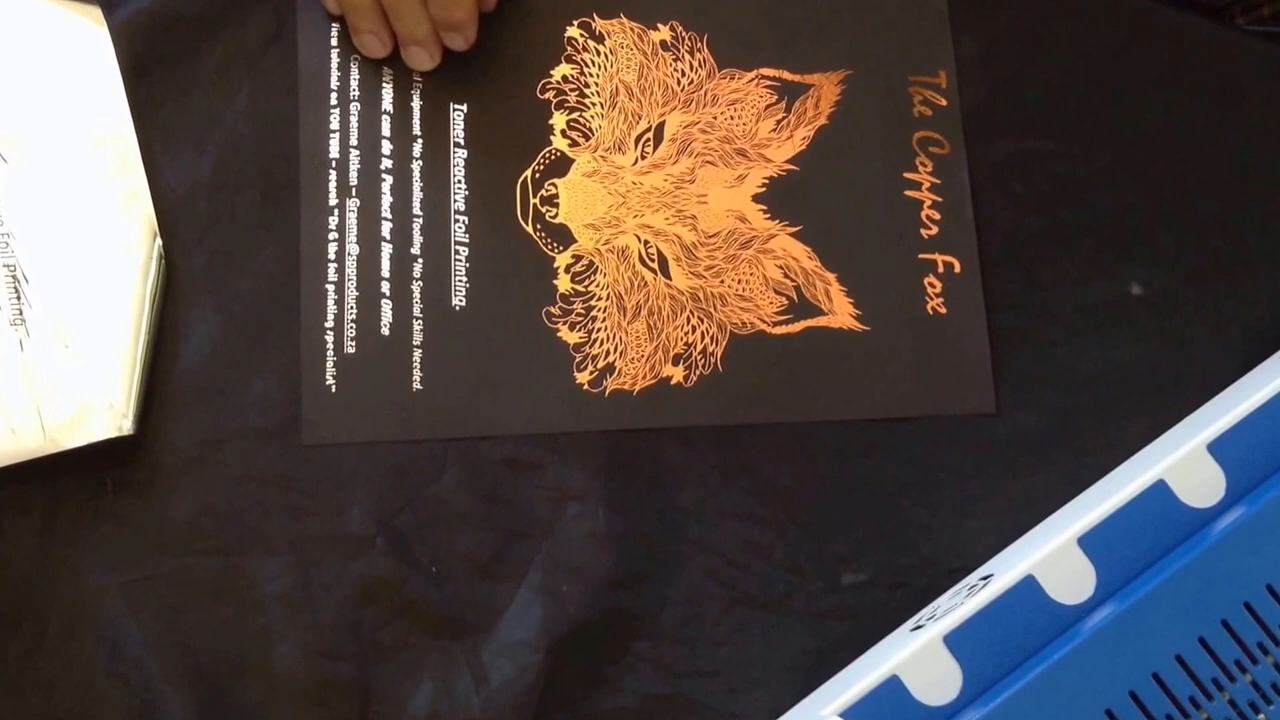 The Copper Fox
Toner Reactive Foil Printing.
al Equipment *No Specialized Tooling *No Special Skills Needed.
ANYONE can do it, Perfect for Home or Office
Contact: Graeme Aitken – Graeme@spproducts.co.za
View tutorials on YOU TUBE – search "Dr G the foil printing specialist"
Foil Printing.